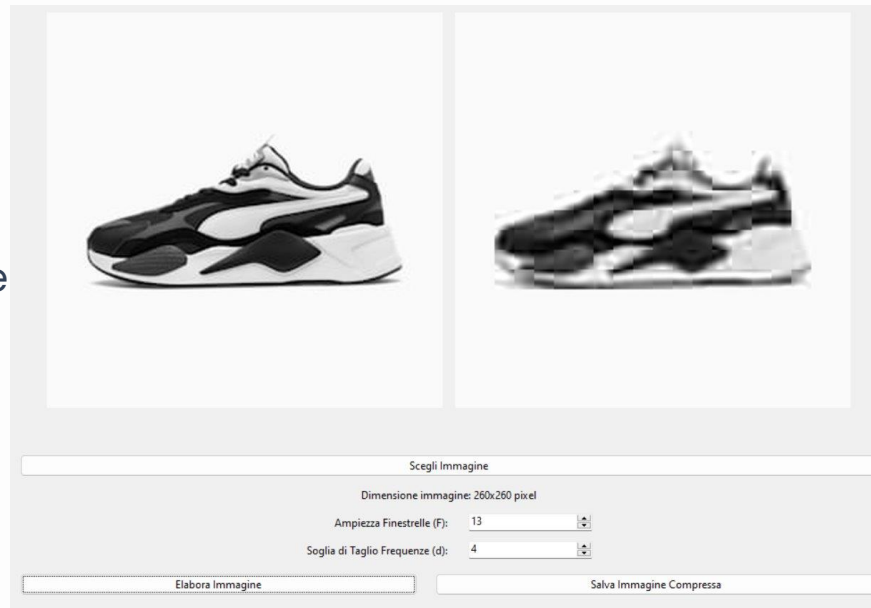 e
Scegli Immagine
Dimensione immagine: 260x260 pixel
Ampiezza Finestrelle (F): 13
Soglia di Taglio Frequenze (d): 4
Elabora Immagine Salva Immagine Compressa